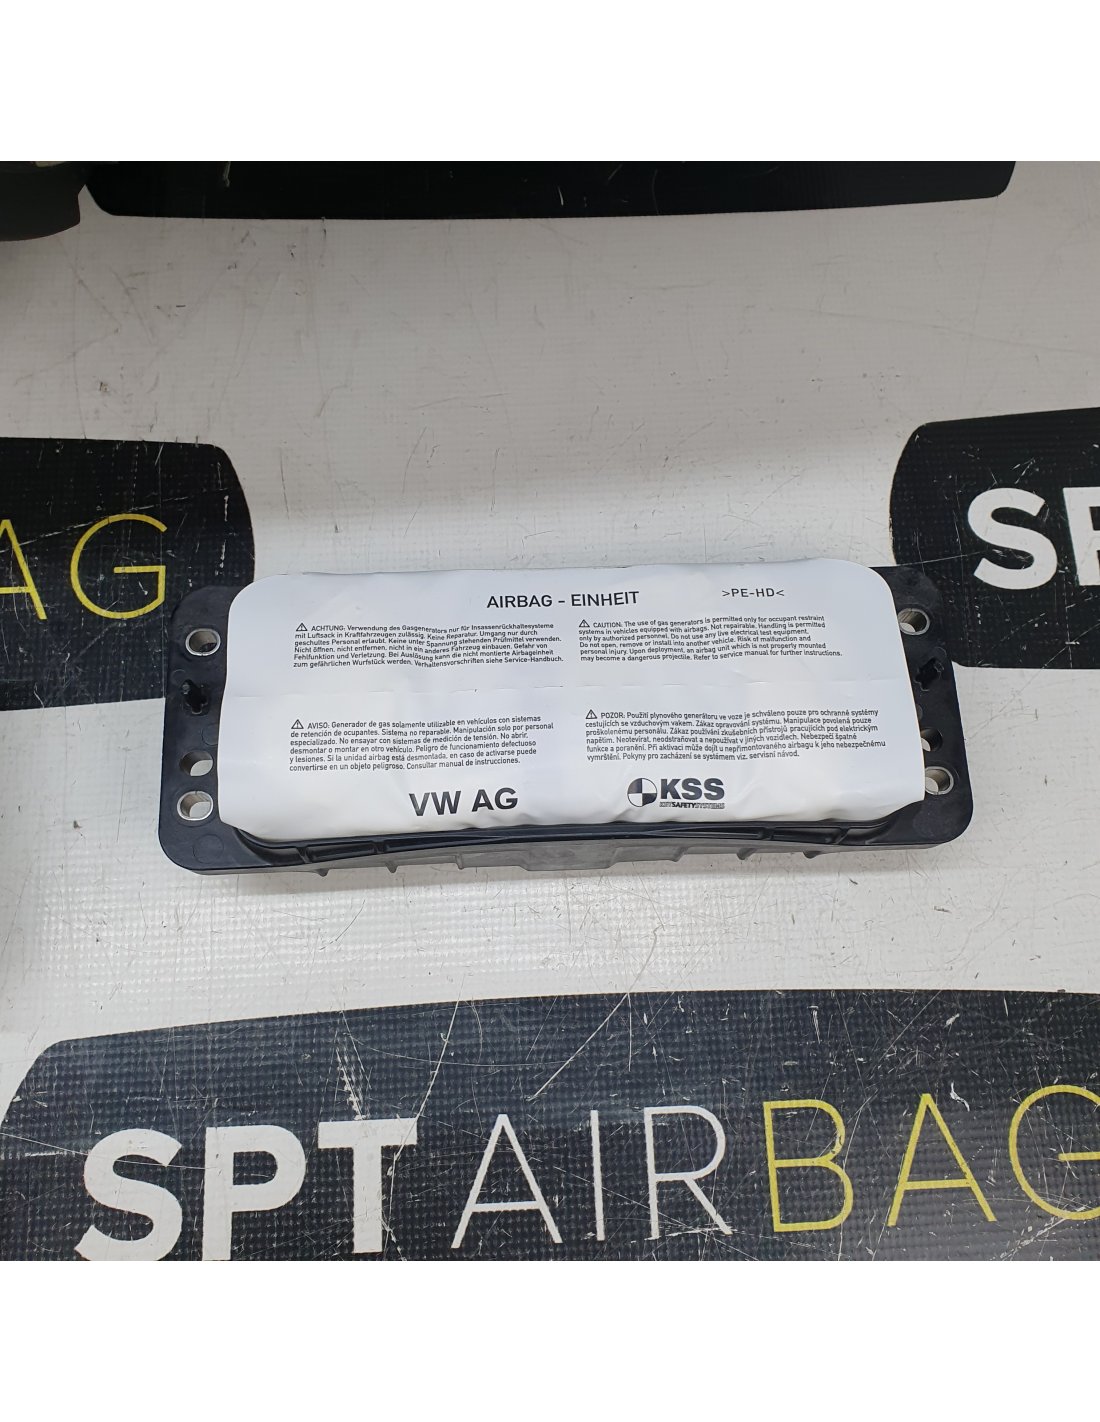 AG
SP
AIRBAG - EINHEIT
>PE-HD<
⚠ ACHTUNG: Verwendung des Gasgenerators nur für Insassenrückhaltesysteme
mit Luftsack in Kraftfahrzeugen zulässig. Keine Reparatur. Umgang nur durch
geschultes Personal erlaubt. Keine unter Spannung stehenden Prüfmittel verwenden.
Nicht öffnen, nicht entfernen, nicht in ein anderes Fahrzeug einbauen. Gefahr von
Fehlfunktion und Verletzung. Bei Auslösung kann die nicht montierte Airbageinheit
zum gefährlichen Wurfstück werden. Verhaltensvorschriften siehe Service-Handbuch.
⚠ CAUTION. The use of gas generators is permitted only for occupant restraint
systems in vehicles equipped with airbags. Not repairable. Handling is permitted
only by authorized personnel. Do not use any live electrical test equipment.
Do not open, remove or install into another vehicle. Risk of malfunction and
personal injury. Upon deployment, an airbag unit which is not properly mounted
may become a dangerous projectile. Refer to service manual for further instructions.
⚠ AVISO: Generador de gas solamente utilizable en vehículos con sistemas
de retención de ocupantes. Sistema no reparable. Manipulación solo por personal
especializado. No ensayar con sistemas de medición de tensión. No abrir,
desmontar o montar en otro vehículo. Peligro de funcionamiento defectuoso
y lesiones. Si la unidad airbag está desmontada, en caso de activarse puede
convertirse en un objeto peligroso. Consultar manual de instrucciones.
⚠ POZOR: Použití plynového generátoru ve voze je schváleno pouze pro ochranné systémy
cestujících se vzduchovým vakem. Zákaz opravování systému. Manipulace povolená pouze
proškolenému personálu. Zákaz používání zkušebních přístrojů pracujících pod elektrickým
napětím. Neotevírat, neodstraňovat a nepoužívat v jiných vozidlech. Nebezpečí špatné
funkce a poranění. Při aktivaci může dojít u nepřimontovaného airbagu k jeho nebezpečnému
vymrštění. Pokyny pro zacházení se systémem viz. servisní návod.
VW AG
KSS
KEYSAFETYSYSTEMS
SPTAIRBAG